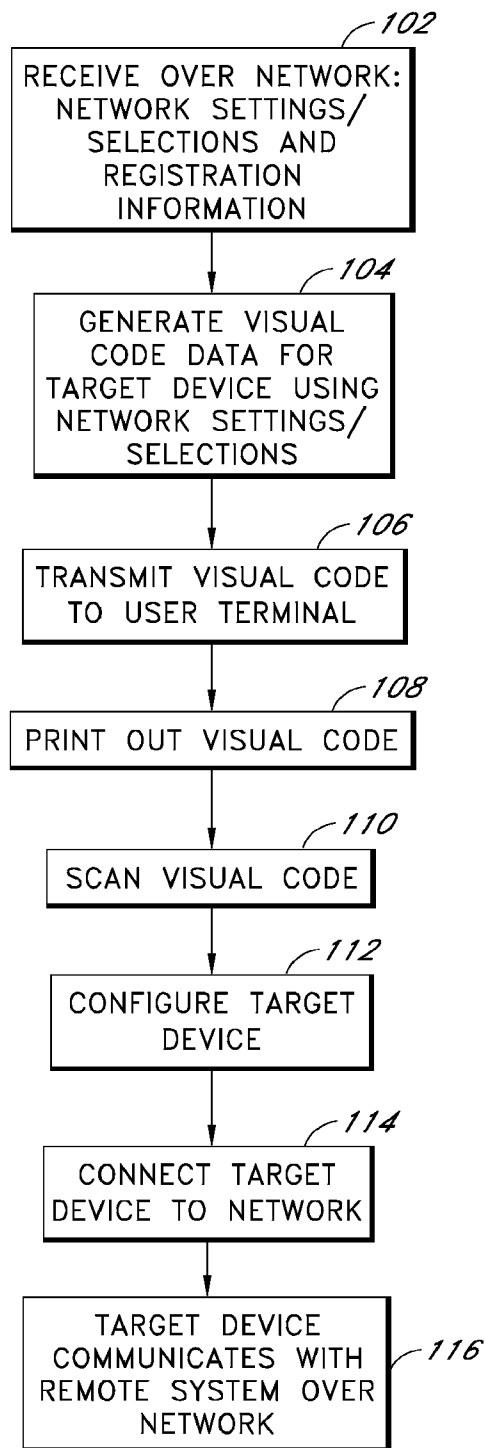 102
RECEIVE OVER NETWORK:
NETWORK SETTINGS/
SELECTIONS AND
REGISTRATION
INFORMATION
104
GENERATE VISUAL
CODE DATA FOR
TARGET DEVICE USING
NETWORK SETTINGS/
SELECTIONS
106
TRANSMIT VISUAL CODE
TO USER TERMINAL
108
PRINT OUT VISUAL CODE
110
SCAN VISUAL CODE
112
CONFIGURE TARGET
DEVICE
114
CONNECT TARGET
DEVICE TO NETWORK
TARGET DEVICE
COMMUNICATES WITH
REMOTE SYSTEM OVER
NETWORK
116